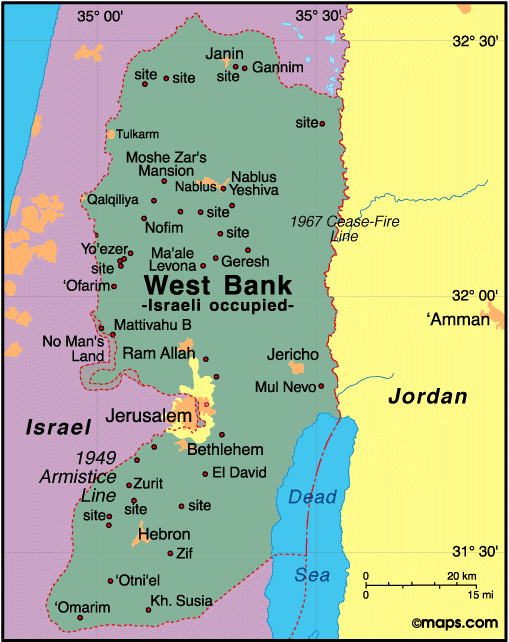 35° 00'
35° 30'
32° 30'
Janin
site
site
site
Gannim
site
Tulkarm
Moshe Zar's
Mansion
Nablus
Nablus
Yeshiva
Qalqiliya
site
Nofim
site
1967 Cease-Fire
Line
Yo'ezer
site
Ma'ale
Levona
Geresh
'Ofarim
West Bank
-Israeli occupied-
32° 00'
Mattivahu B
'Amman
No Man's
Land
Ram Allah
Jericho
Mul Nevo
Jordan
Jerusalem
Israel
Bethlehem
1949
Armistice
Line
El David
Zurit
Dead
Sea
site
site
site
Hebron
Zif
31° 30'
'Otni'el
0
20 km
0
15 mi
'Omarim
Kh. Susia
©maps.com